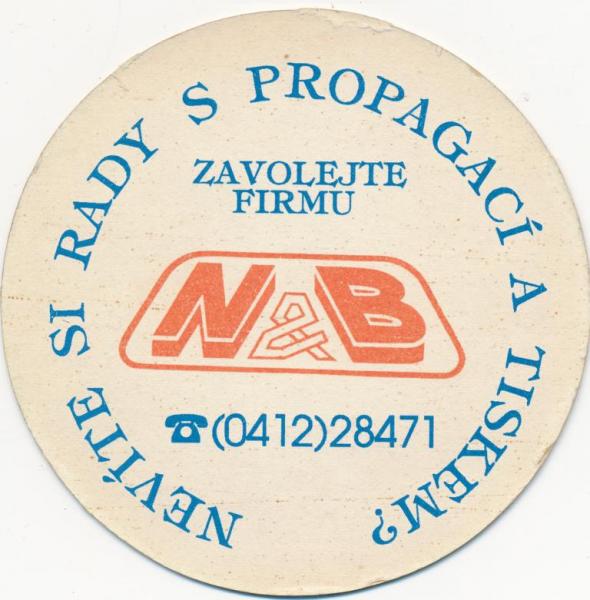 NEVÍTE SI RADY S PROPAGACÍ A TISKEM?
ZAVOLEJTE
FIRMU
N&B
☎(0412)28471